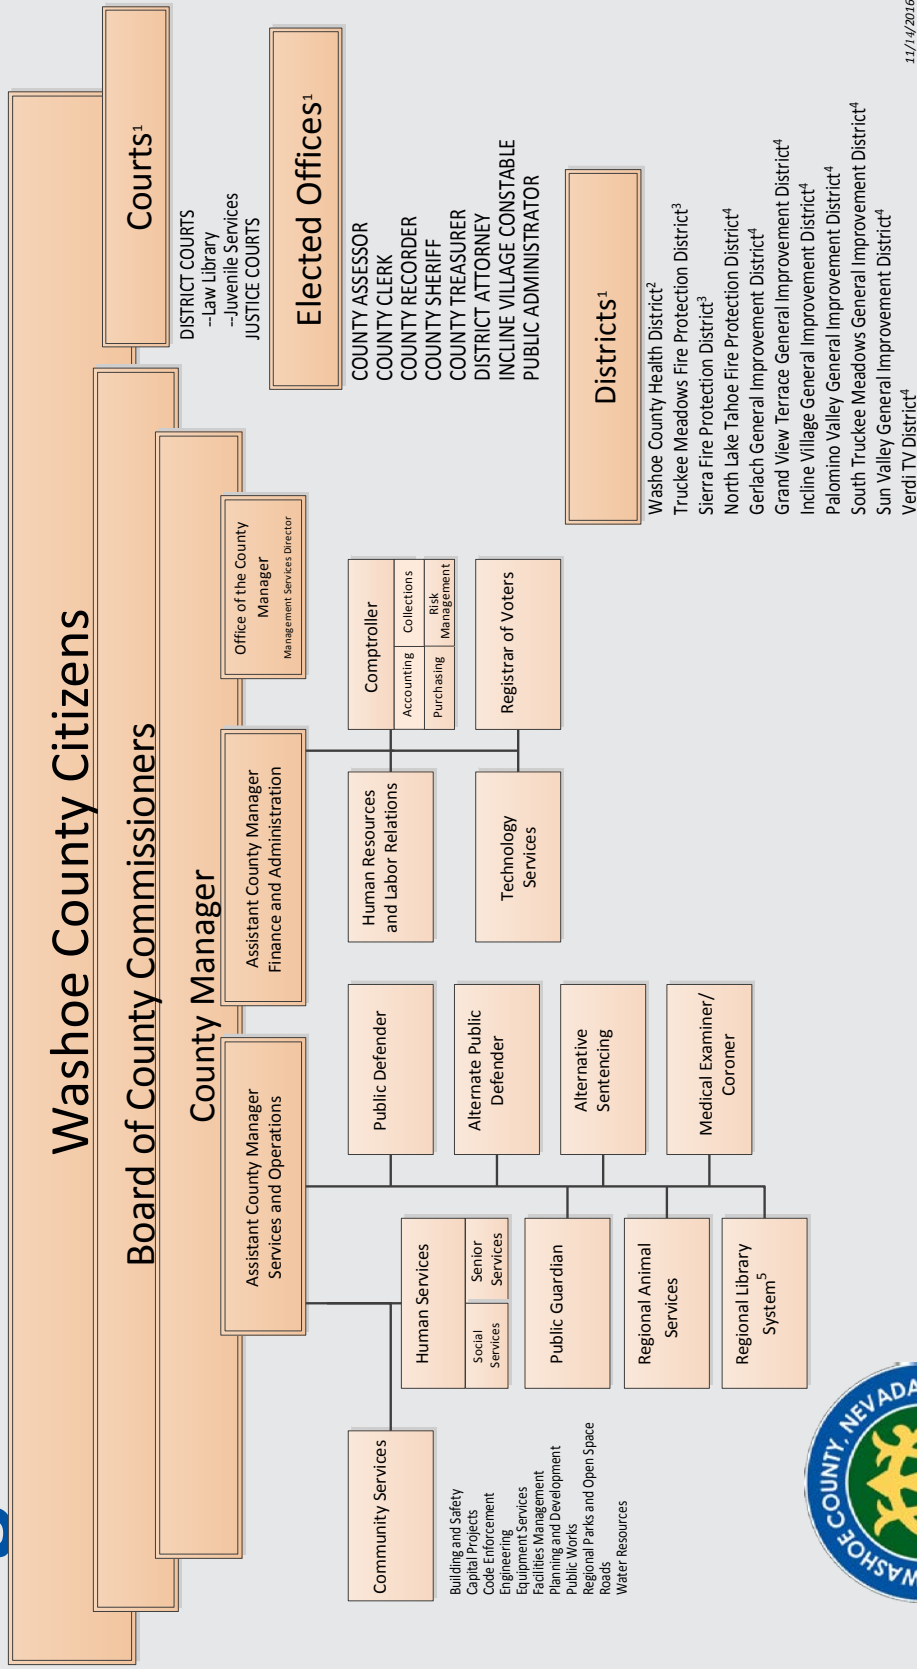 Washoe County Citizens
Board of County Commissioners
County Manager
Assistant County Manager
Services and Operations
Assistant County Manager
Finance and Administration
Office of the County
Manager
Management Services Director
Courts¹
DISTRICT COURTS
--Law Library
--Juvenile Services
JUSTICE COURTS
Elected Offices¹
COUNTY ASSESSOR
COUNTY CLERK
COUNTY RECORDER
COUNTY SHERIFF
COUNTY TREASURER
DISTRICT ATTORNEY
INCLINE VILLAGE CONSTABLE
PUBLIC ADMINISTRATOR
Community Services
Building and Safety
Capital Projects
Code Enforcement
Engineering
Equipment Services
Facilities Management
Planning and Development
Public Works
Regional Parks and Open Space
Roads
Water Resources
Human Services
Social
Services
Senior
Services
Public Guardian
Regional Animal
Services
Regional Library
System⁵
Public Defender
Alternate Public
Defender
Alternative
Sentencing
Medical Examiner/
Coroner
Human Resources
and Labor Relations
Technology
Services
Comptroller
Accounting
Collections
Purchasing
Risk
Management
Registrar of Voters
Districts¹
Washoe County Health District²
Truckee Meadows Fire Protection District³
Sierra Fire Protection District³
North Lake Tahoe Fire Protection District⁴
Gerlach General Improvement District⁴
Grand View Terrace General Improvement District⁴
Incline Village General Improvement District⁴
Palomino Valley General Improvement District⁴
South Truckee Meadows General Improvement District⁴
Sun Valley General Improvement District⁴
Verdi TV District⁴
WASHOE COUNTY, NEVADA
11/14/2016